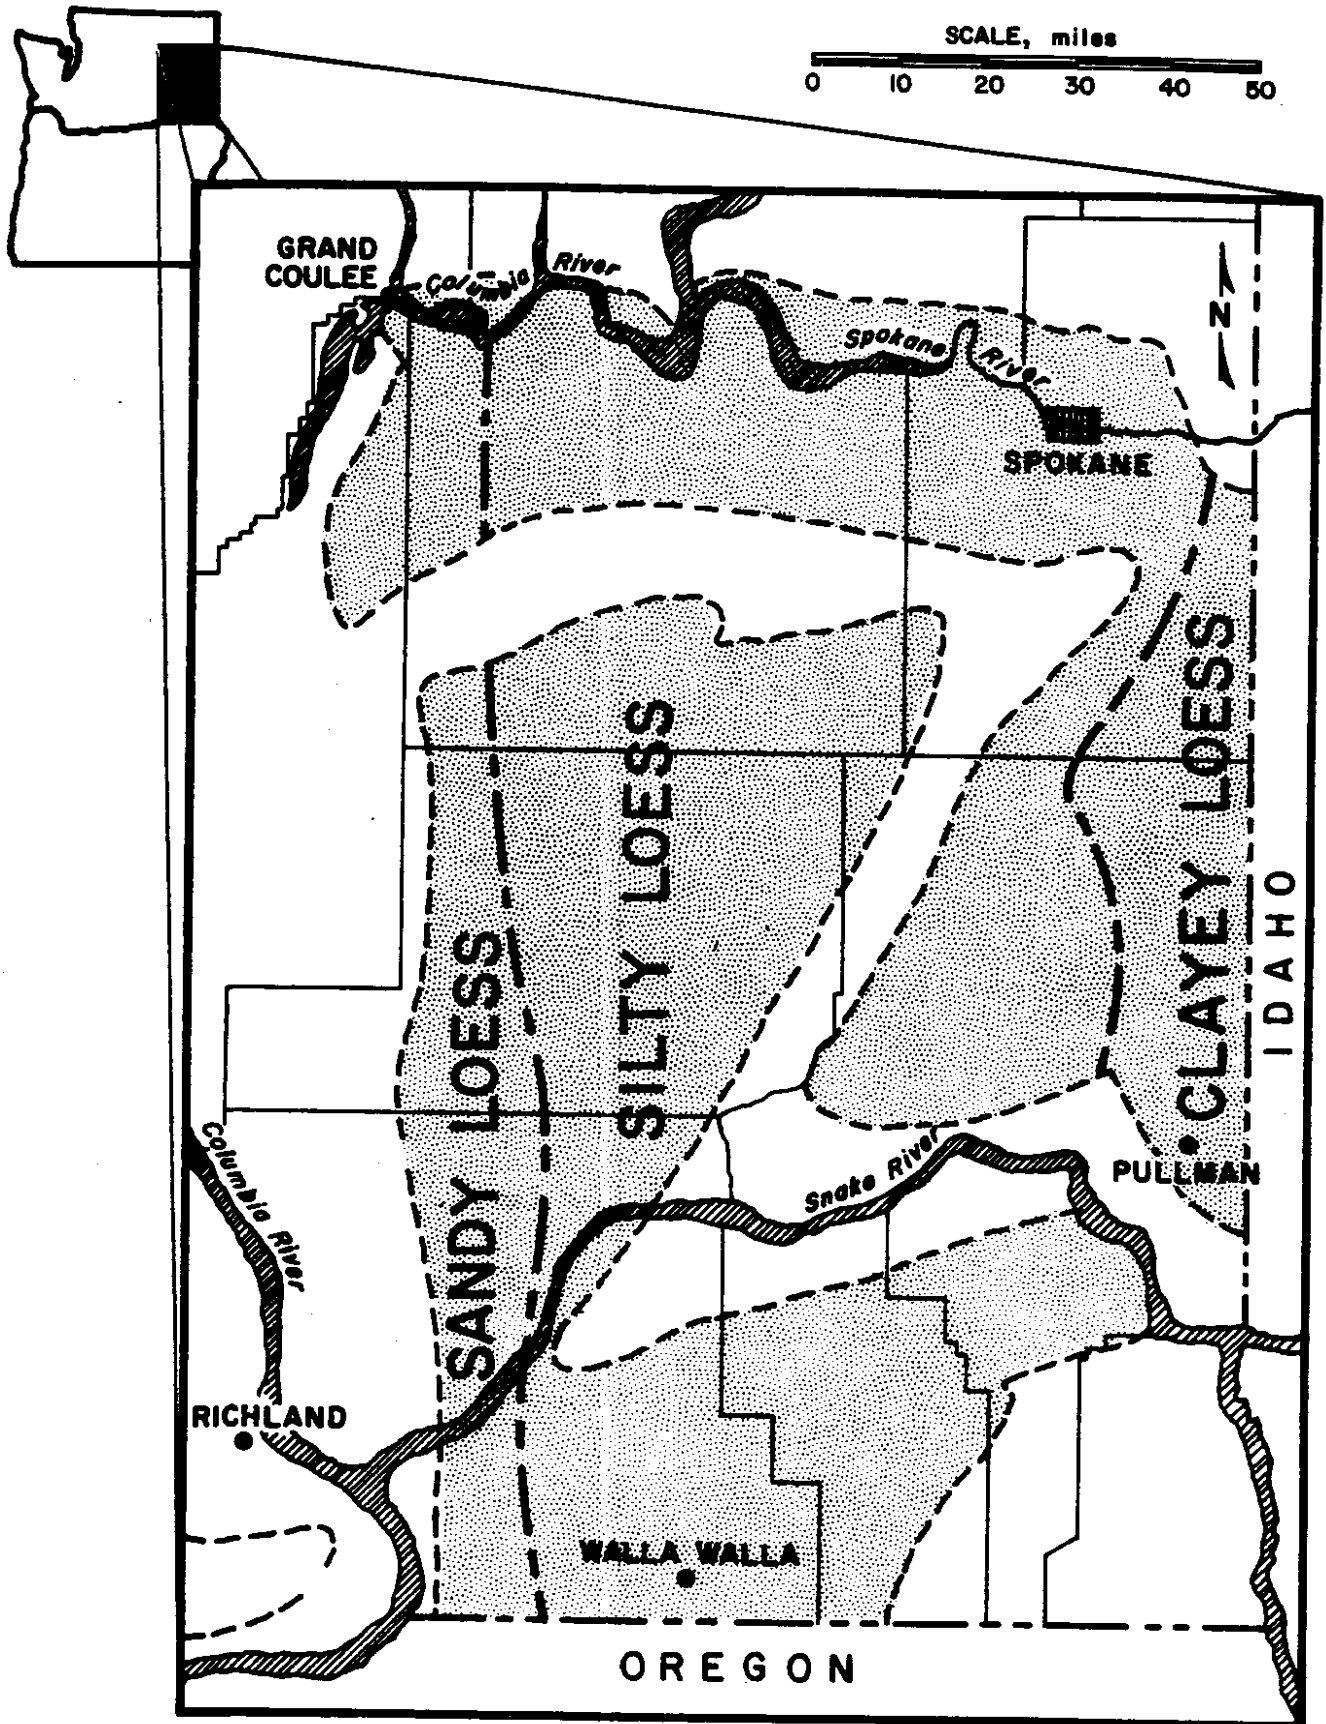 SCALE, miles
0 10 20 30 40 50
GRAND
COULEE
Columbia River
N
Spokane River
SPOKANE
CLAYEY LOESS
SILTY LOESS
SANDY LOESS
IDAHO
Columbia River
Snake River
PULLMAN
RICHLAND
WALLA WALLA
OREGON